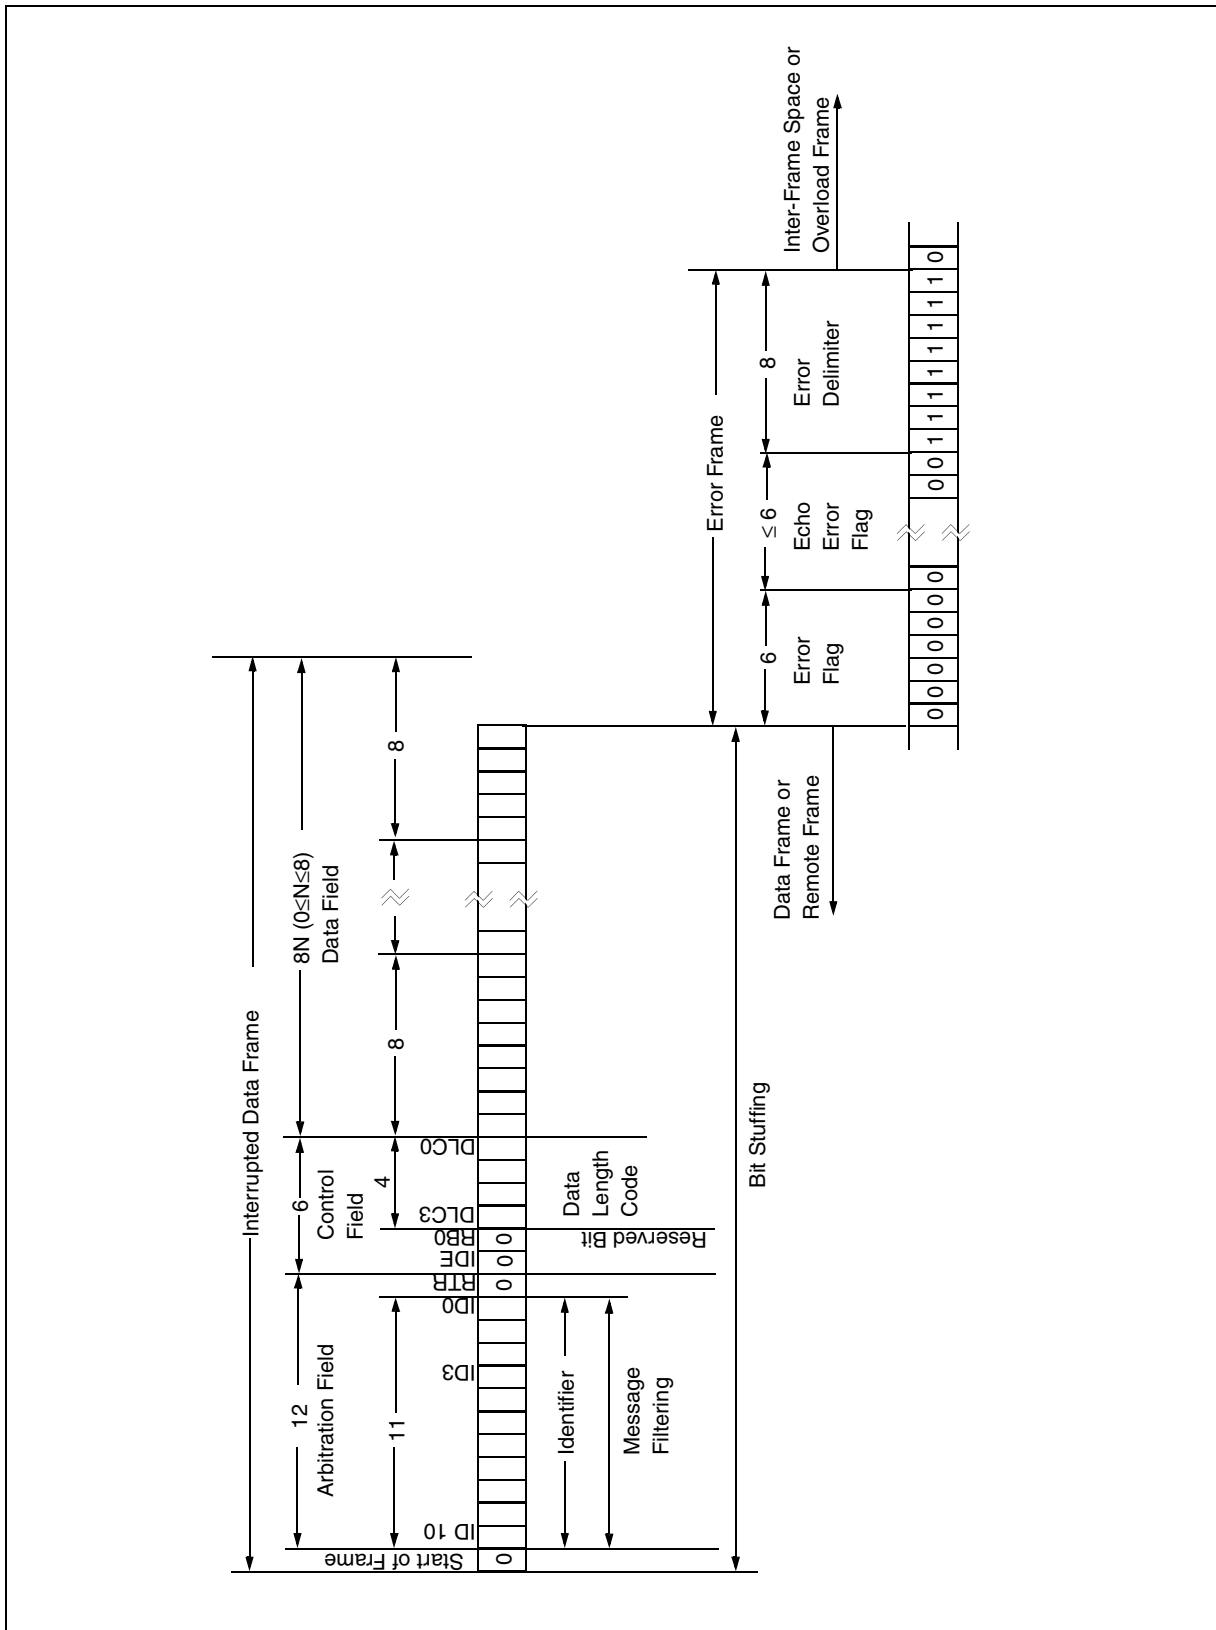 Interrupted Data Frame
12
Arbitration Field
6
Control
Field
8N (0≤N≤8)
Data Field
11
4
8
8
Start of Frame
ID 10
ID3
ID0
RTR
IDE
RB0
DLC3
DLC0
0
0
0
0
Identifier
Message
Filtering
Reserved Bit
Data
Length
Code
Bit Stuffing
Error Frame
6
Error
Flag
≤ 6
Echo
Error
Flag
8
Error
Delimiter
Data Frame or
Remote Frame
Inter-Frame Space or
Overload Frame
0 0 0 0 0 0 0 0 0 1 1 1 1 1 1 1 1 0